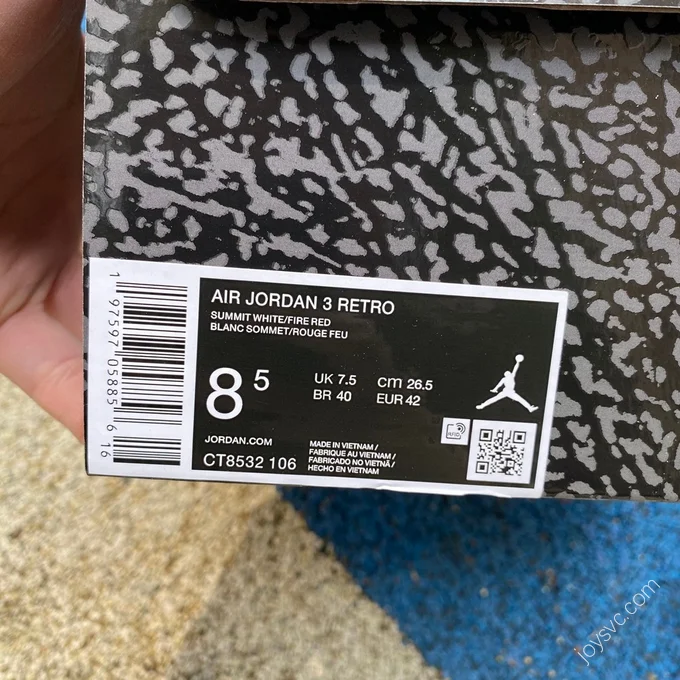 AIR JORDAN 3 RETRO
SUMMIT WHITE/FIRE RED
BLANC SOMMET/ROUGE FEU
8 5
UK 7.5 cm 26.5
BR 40 EUR 42
JORDAN.COM
CT8532 106
MADE IN VIETNAM/
FABRIQUE AU VIETNAM/
FABRICADO NO VIETNÃ/
HECHO EN VIETNAM
RFID
1 97597 05885 6 16
joysvc.com